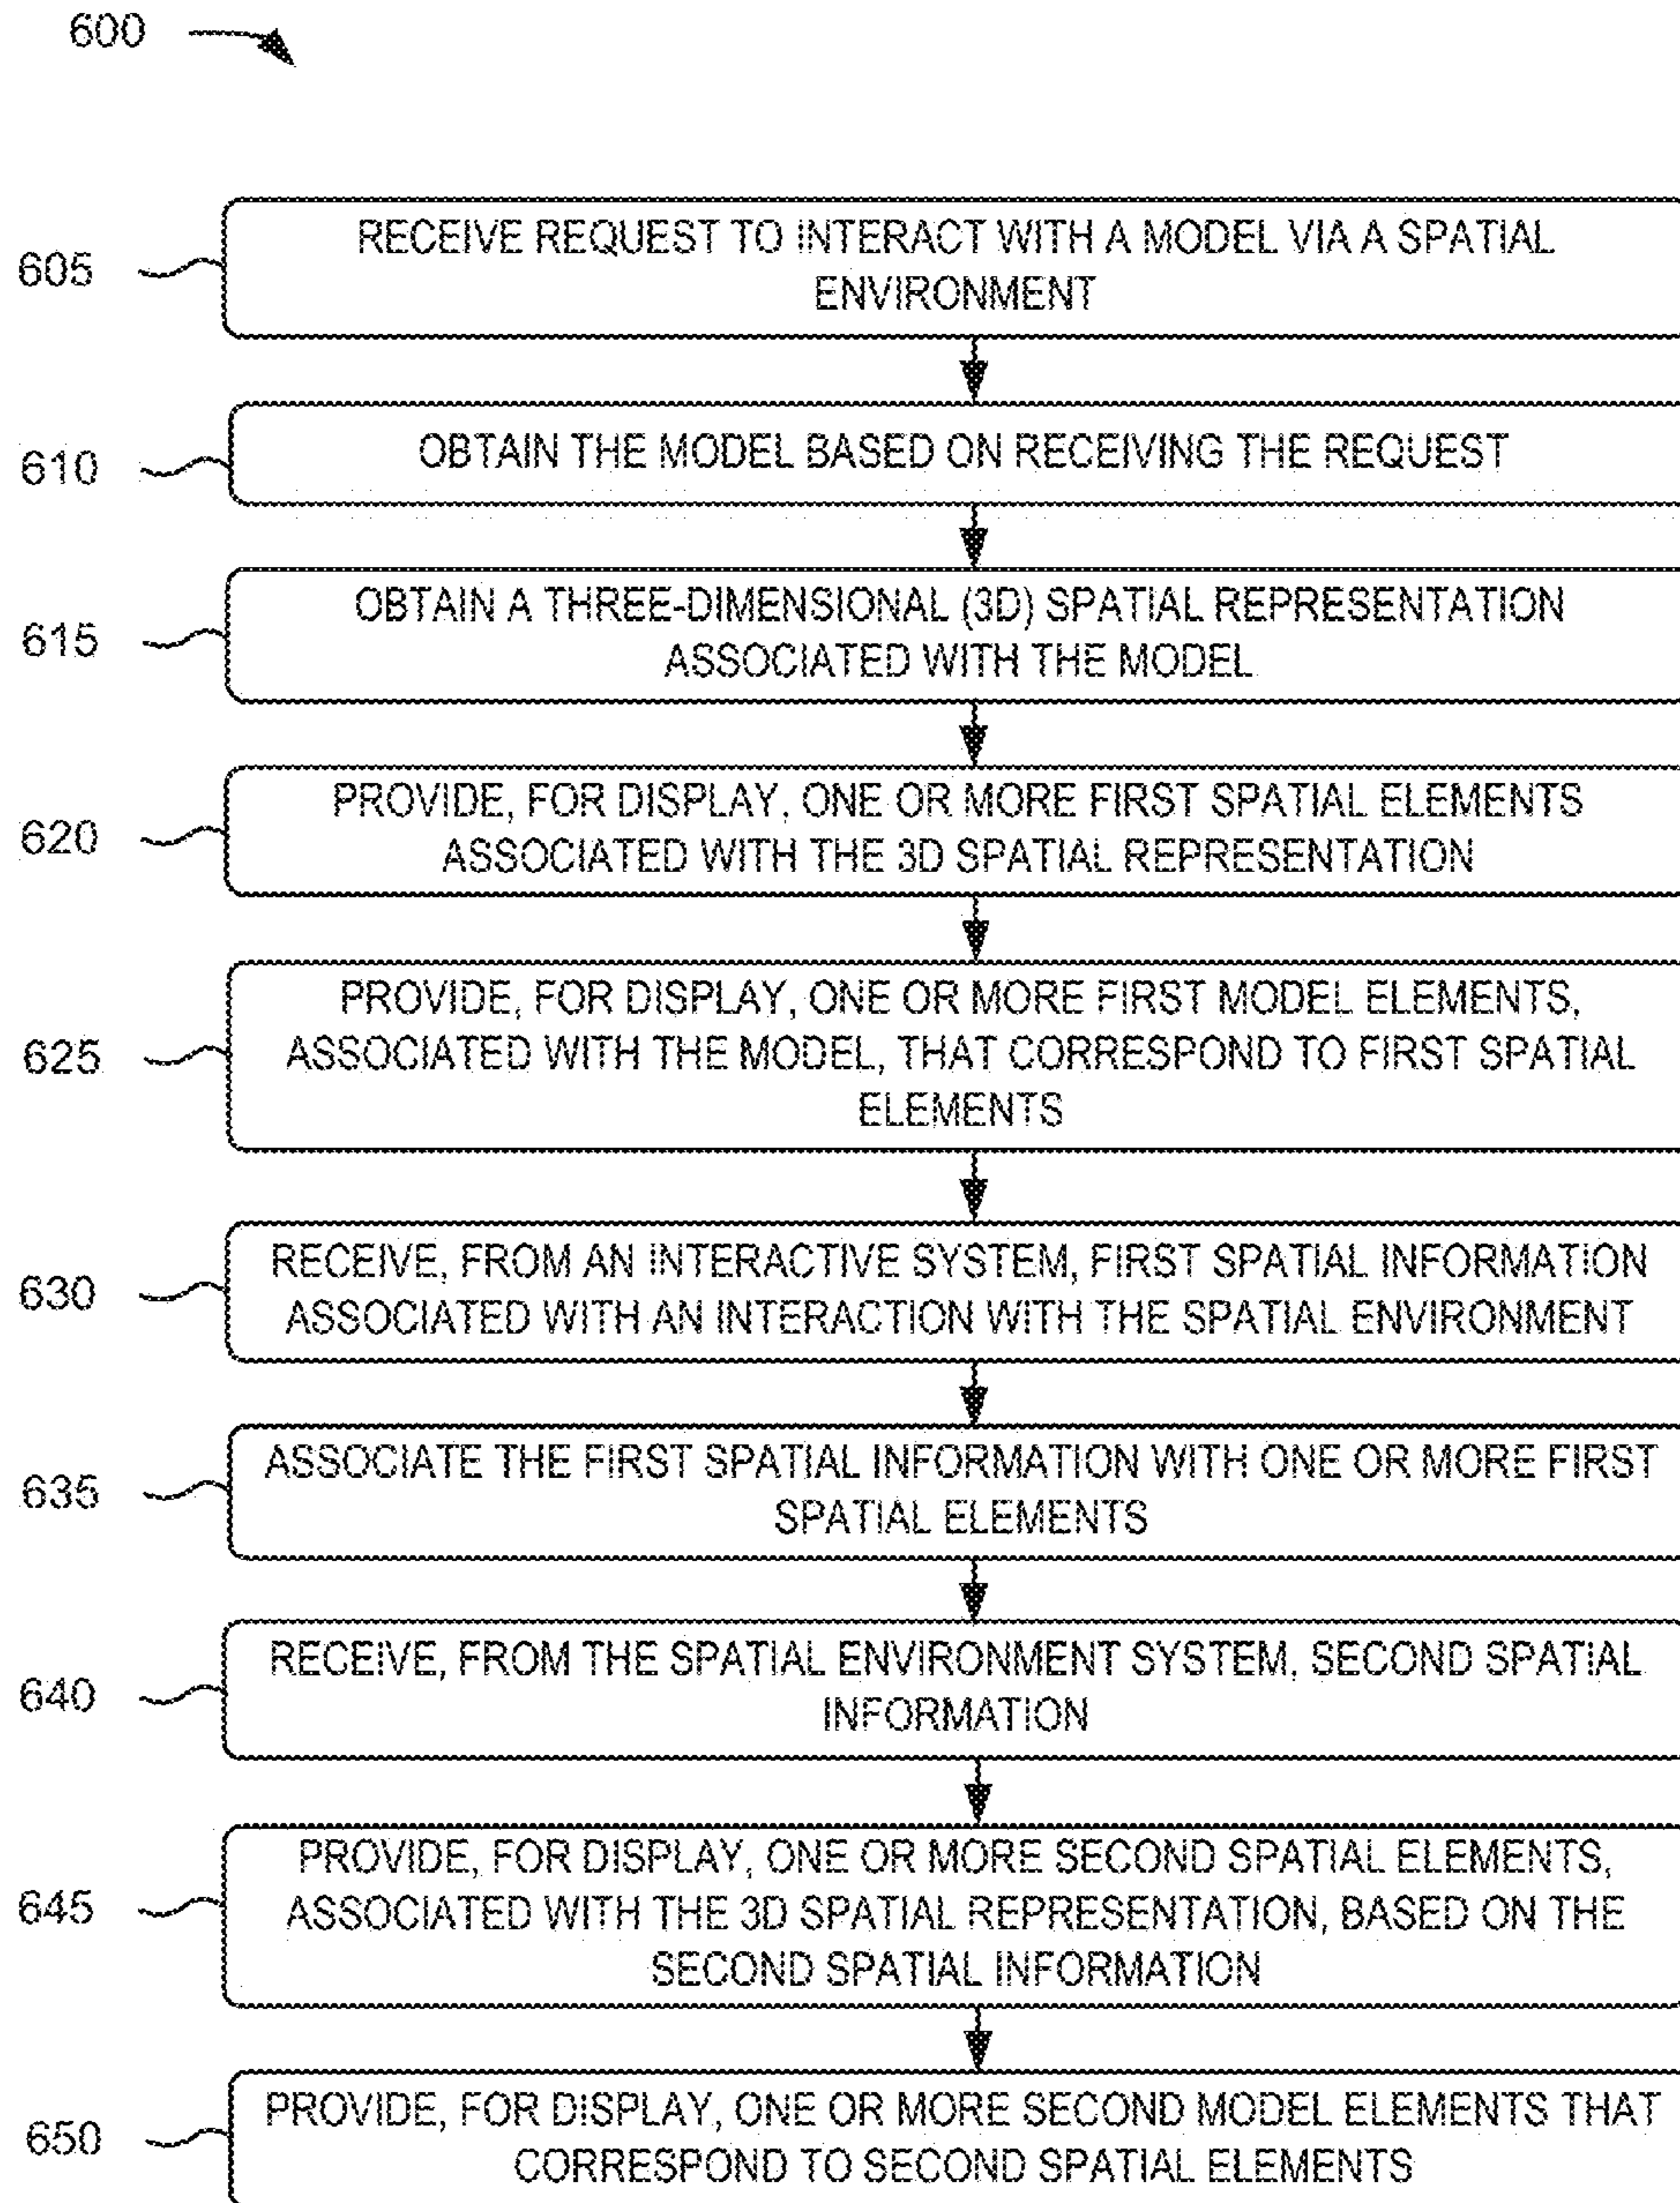 600
605
RECEIVE REQUEST TO INTERACT WITH A MODEL VIA A SPATIAL
ENVIRONMENT
610
OBTAIN THE MODEL BASED ON RECEIVING THE REQUEST
615
OBTAIN A THREE-DIMENSIONAL (3D) SPATIAL REPRESENTATION
ASSOCIATED WITH THE MODEL
620
PROVIDE, FOR DISPLAY, ONE OR MORE FIRST SPATIAL ELEMENTS
ASSOCIATED WITH THE 3D SPATIAL REPRESENTATION
625
PROVIDE, FOR DISPLAY, ONE OR MORE FIRST MODEL ELEMENTS,
ASSOCIATED WITH THE MODEL, THAT CORRESPOND TO FIRST SPATIAL
ELEMENTS
630
RECEIVE, FROM AN INTERACTIVE SYSTEM, FIRST SPATIAL INFORMATION
ASSOCIATED WITH AN INTERACTION WITH THE SPATIAL ENVIRONMENT
635
ASSOCIATE THE FIRST SPATIAL INFORMATION WITH ONE OR MORE FIRST
SPATIAL ELEMENTS
640
RECEIVE, FROM THE SPATIAL ENVIRONMENT SYSTEM, SECOND SPATIAL
INFORMATION
645
PROVIDE, FOR DISPLAY, ONE OR MORE SECOND SPATIAL ELEMENTS,
ASSOCIATED WITH THE 3D SPATIAL REPRESENTATION, BASED ON THE
SECOND SPATIAL INFORMATION
650
PROVIDE, FOR DISPLAY, ONE OR MORE SECOND MODEL ELEMENTS THAT
CORRESPOND TO SECOND SPATIAL ELEMENTS